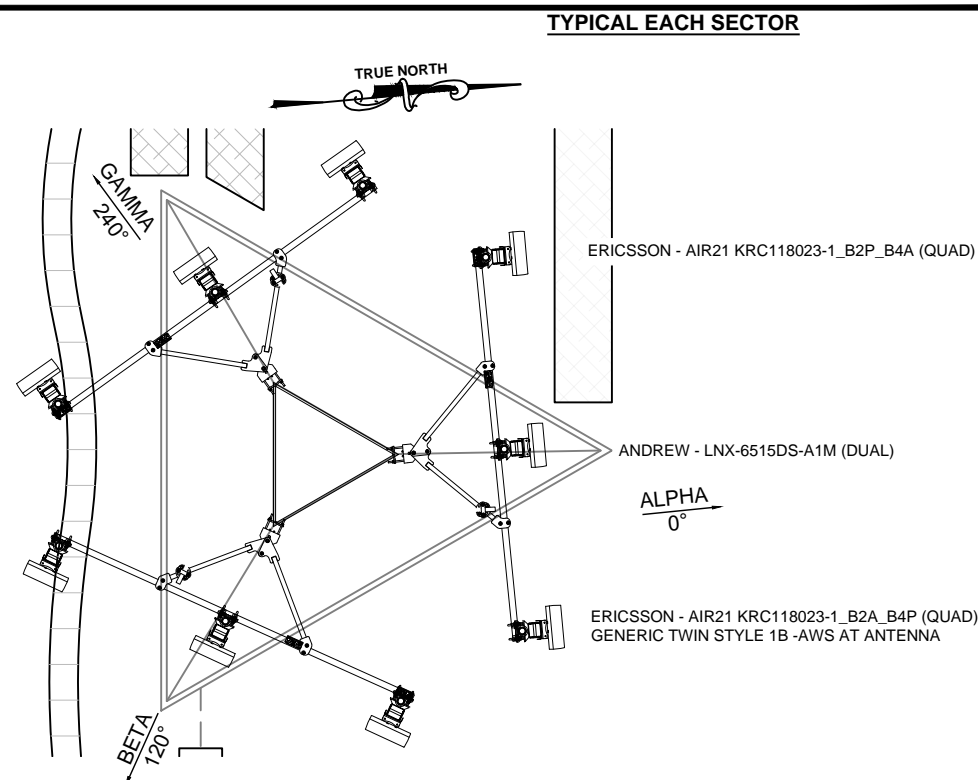 TYPICAL EACH SECTOR
TRUE NORTH
GAMMA
240°
ERICSSON - AIR21 KRC118023-1_B2P_B4A (QUAD)
ANDREW - LNX-6515DS-A1M (DUAL)
ALPHA
0°
ERICSSON - AIR21 KRC118023-1_B2A_B4P (QUAD)
GENERIC TWIN STYLE 1B -AWS AT ANTENNA
BETA
120°